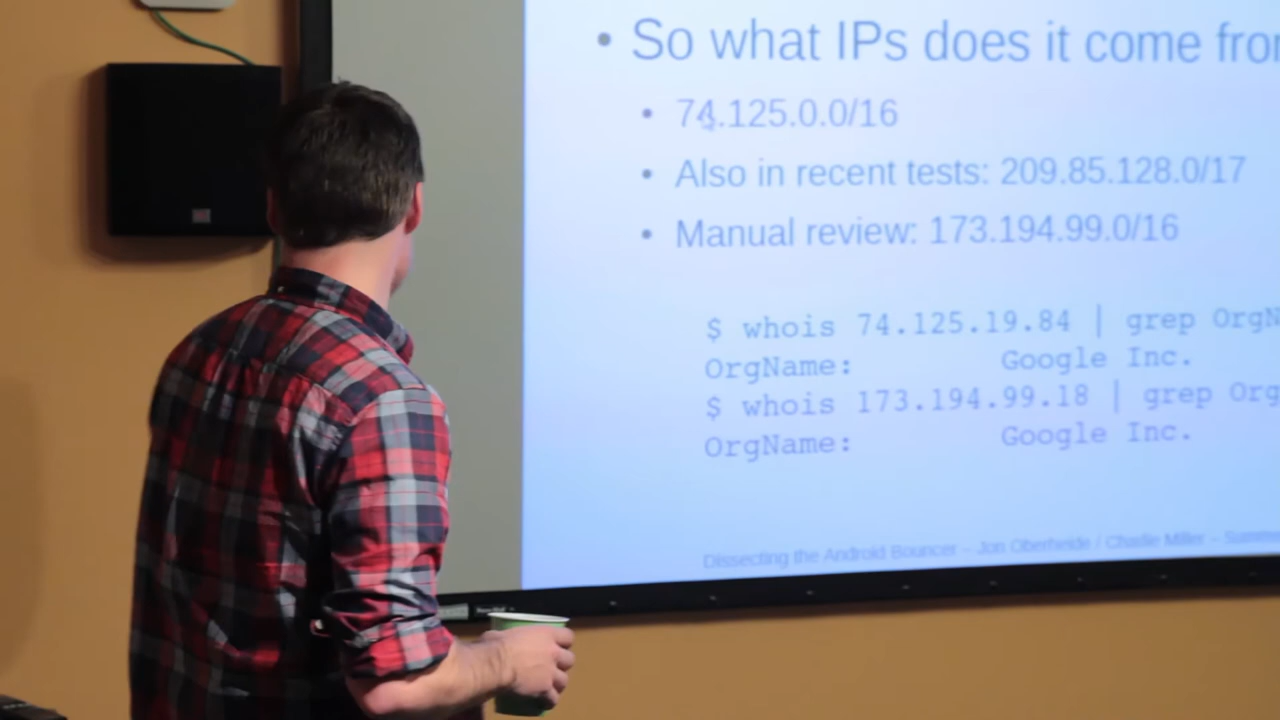 • So what IPs does it come fro
• 74.125.0.0/16
• Also in recent tests: 209.85.128.0/17
• Manual review: 173.194.99.0/16
$ whois 74.125.19.84 | grep OrgN
OrgName: Google Inc.
$ whois 173.194.99.18 | grep Org
OrgName: Google Inc.
Dissecting the Android Bouncer – Jon Oberheide / Charlie Miller – Summe